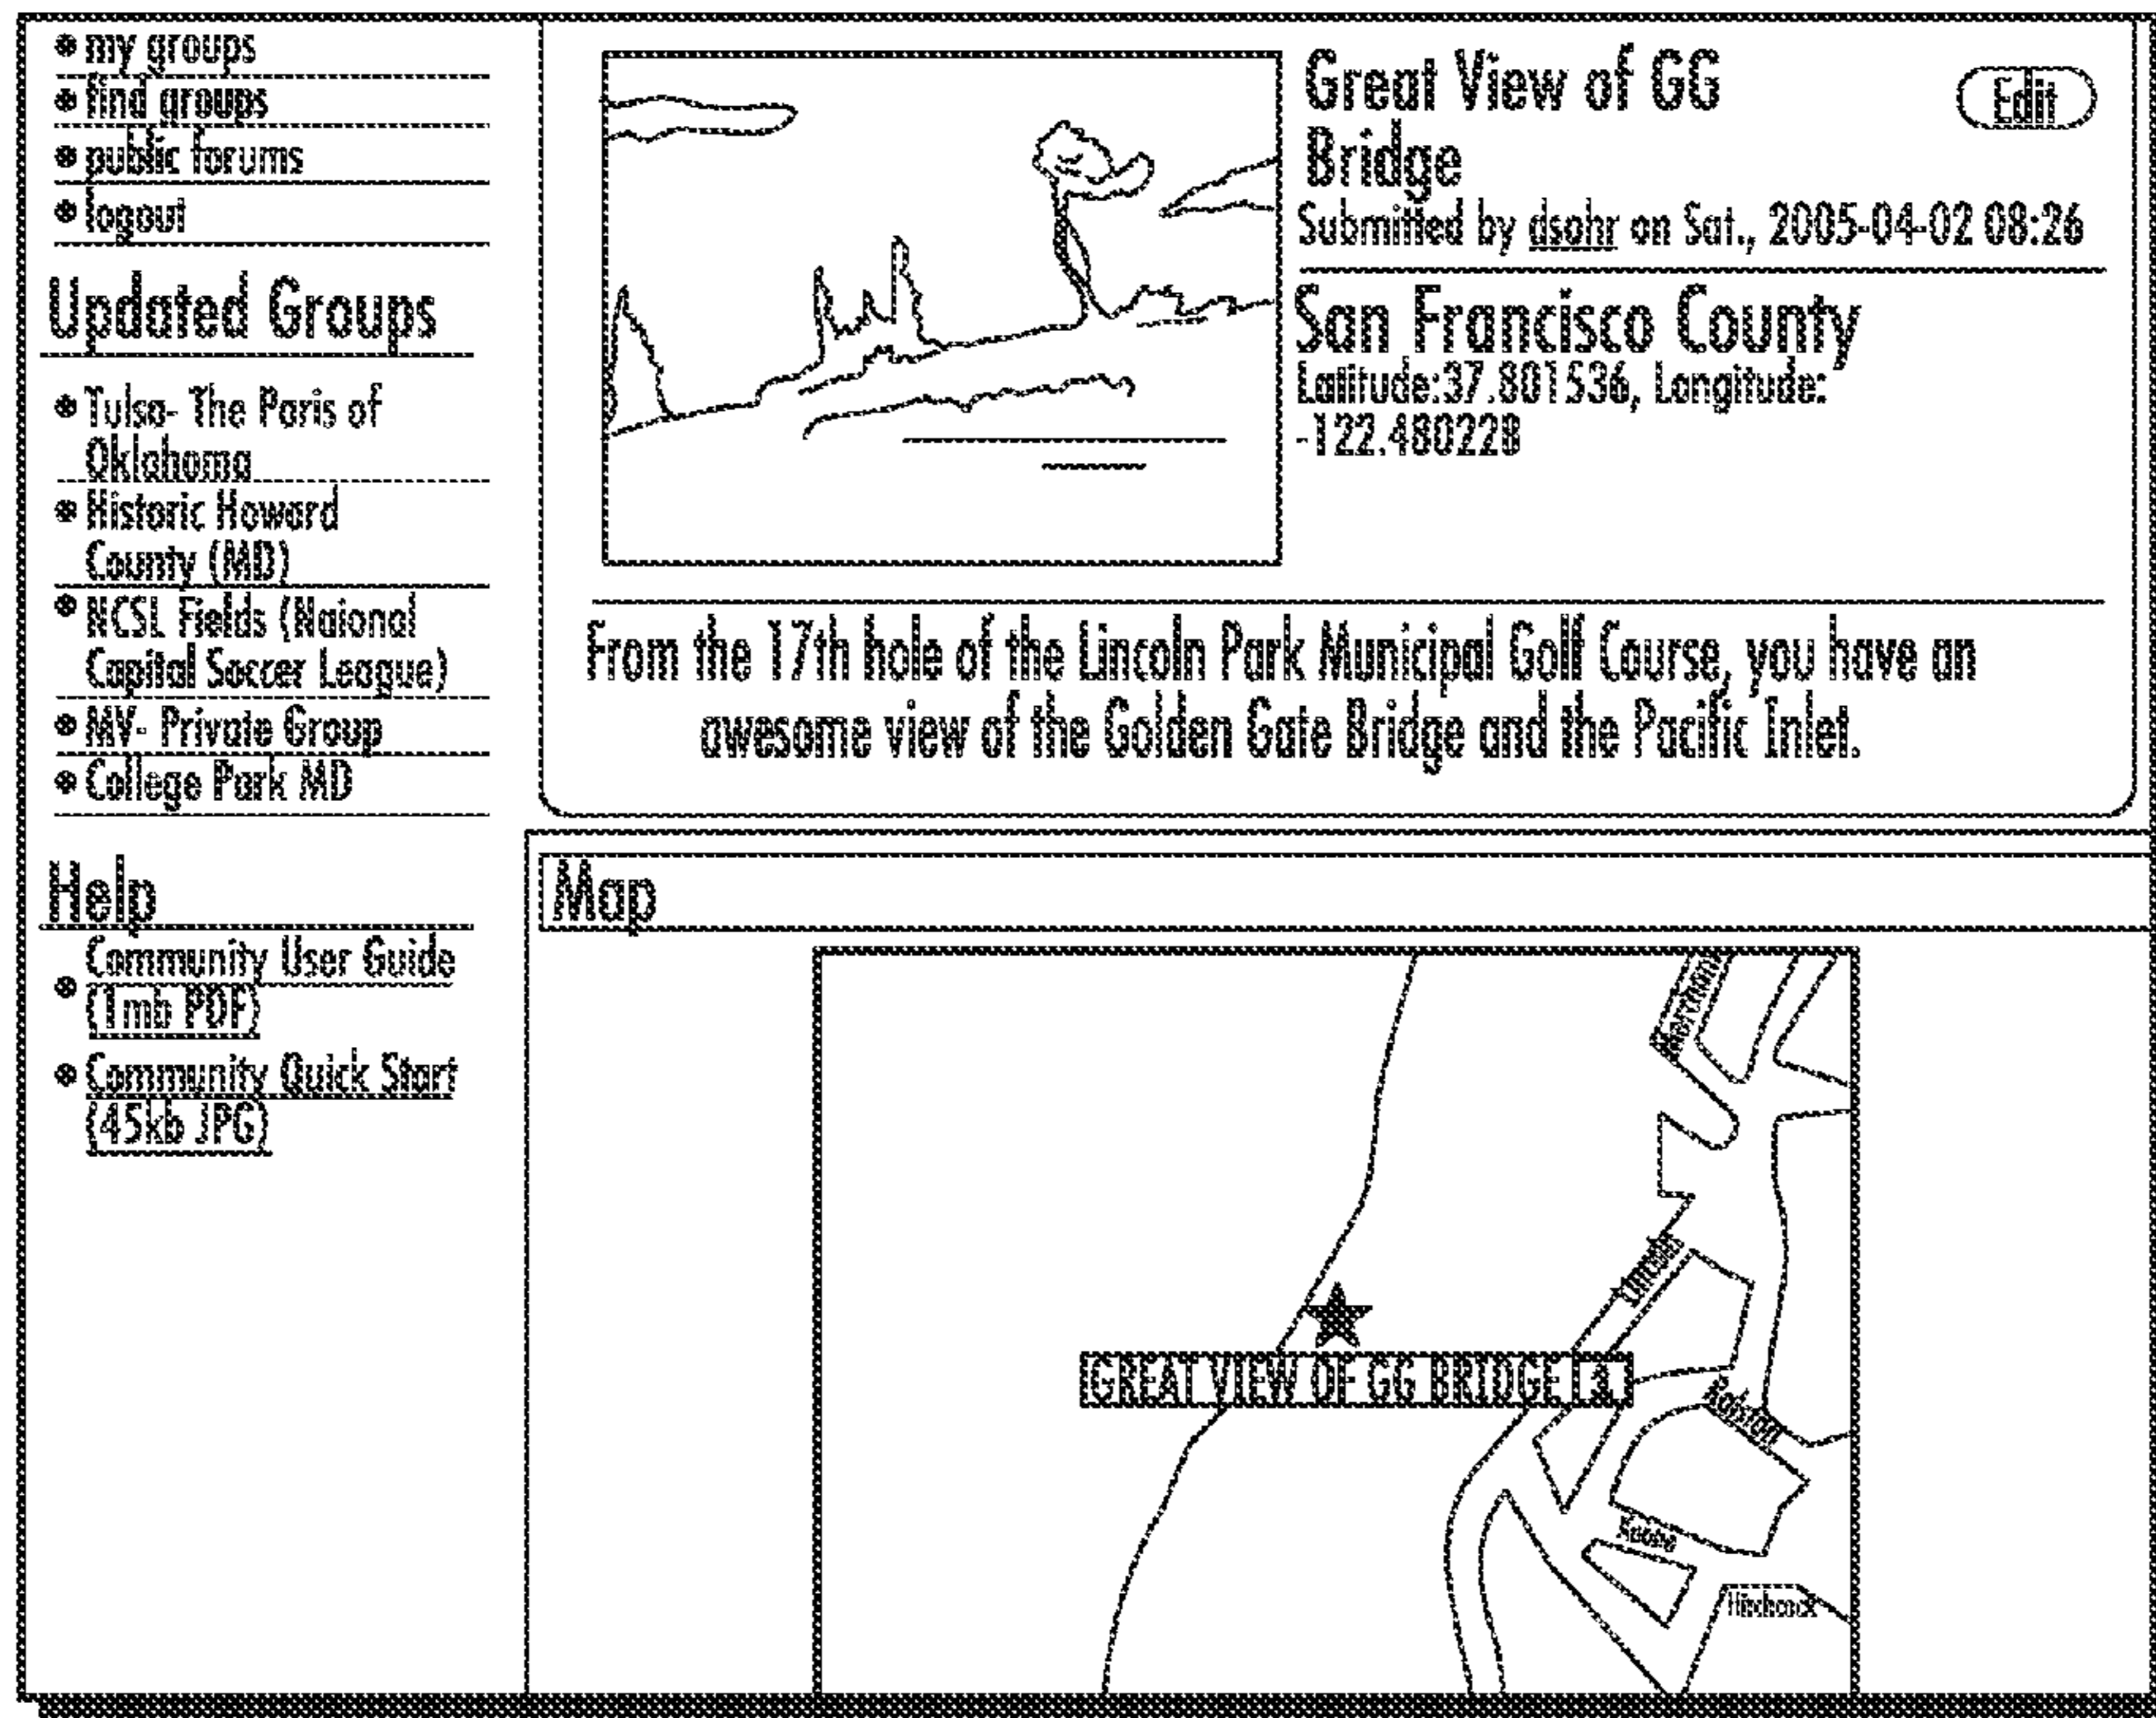 my groups
find groups
public forums
logout
Updated Groups
Tulsa- The Paris of
Oklahoma
Historic Howard
County (MD)
NCSL Fields (Naional
Capital Soccer League)
MV- Private Group
College Park MD
Help
Community User Guide
(1mb PDF)
Community Quick Start
(45kb JPG)
Great View of GG
Bridge
Edit
Submitted by dsohr on Sat., 2005-04-02 08:26
San Francisco County
Latitude:37.801536, Longitude:
-122.480228
From the 17th hole of the Lincoln Park Municipal Golf Course, you have an
awesome view of the Golden Gate Bridge and the Pacific Inlet.
Map
Merchant
Lincoln
GREAT VIEW OF GG BRIDGE
Ralston
Hitchcock